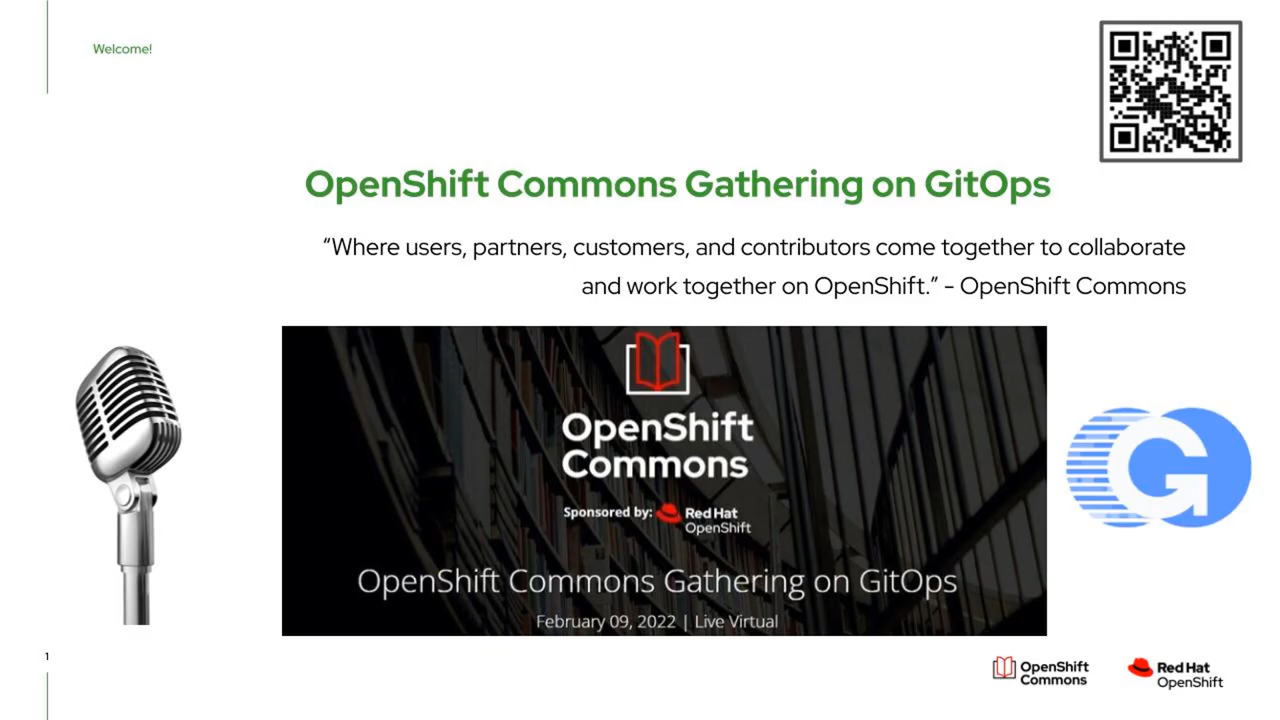 Welcome!
OpenShift Commons Gathering on GitOps
“Where users, partners, customers, and contributors come together to collaborate
and work together on OpenShift.” - OpenShift Commons
OpenShift
Commons
Sponsored by: Red Hat
OpenShift
OpenShift Commons Gathering on GitOps
February 09, 2022 | Live Virtual
G
1
OpenShift
Commons
Red Hat
OpenShift